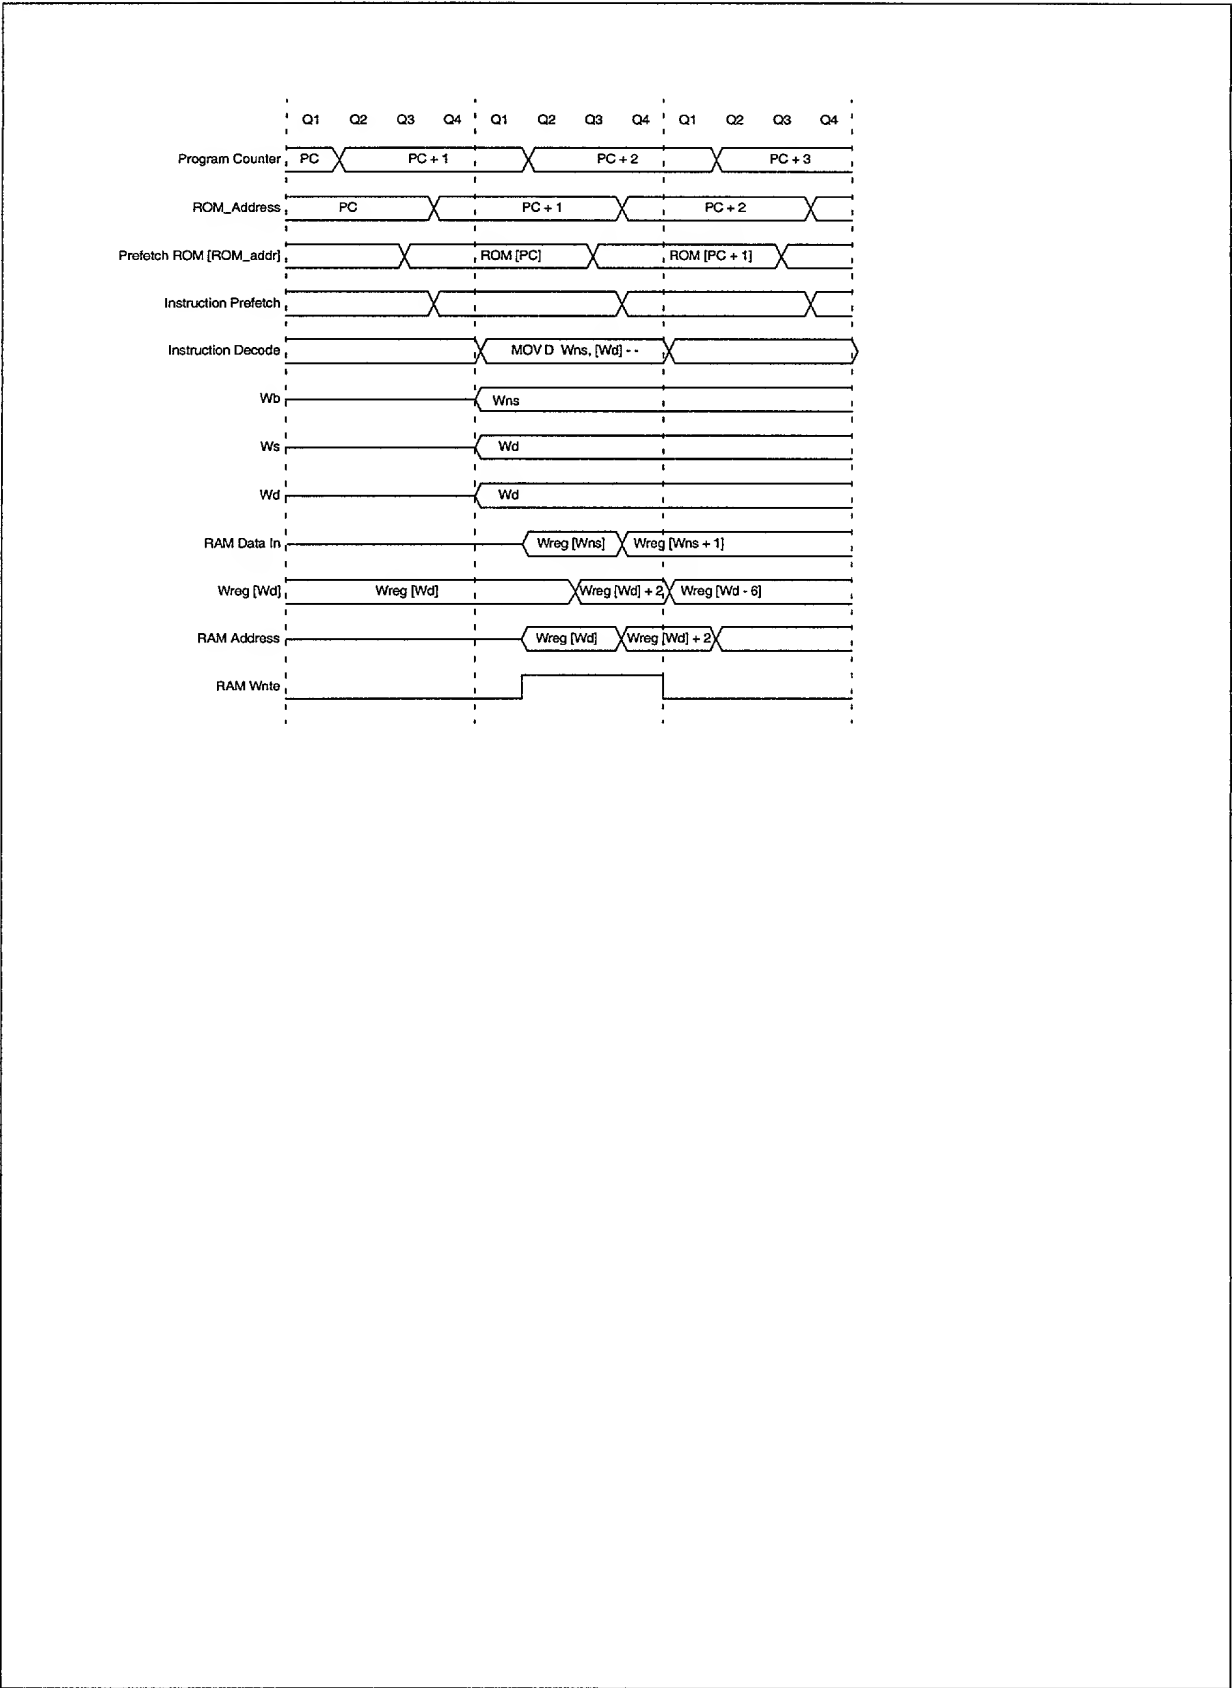 Q1 Q2 Q3 Q4 Q1 Q2 Q3 Q4 Q1 Q2 Q3 Q4
Program Counter PC PC + 1 PC + 2 PC + 3
ROM_Address PC PC + 1 PC + 2
Prefetch ROM [ROM_addr] ROM [PC] ROM [PC + 1]
Instruction Prefetch
Instruction Decode MOV D Wns, [Wd] - -
Wb Wns
Ws Wd
Wd Wd
RAM Data In Wreg [Wns] Wreg [Wns + 1]
Wreg [Wd] Wreg [Wd] Wreg [Wd] + 2 Wreg [Wd - 6]
RAM Address Wreg [Wd] Wreg [Wd] + 2
RAM Write